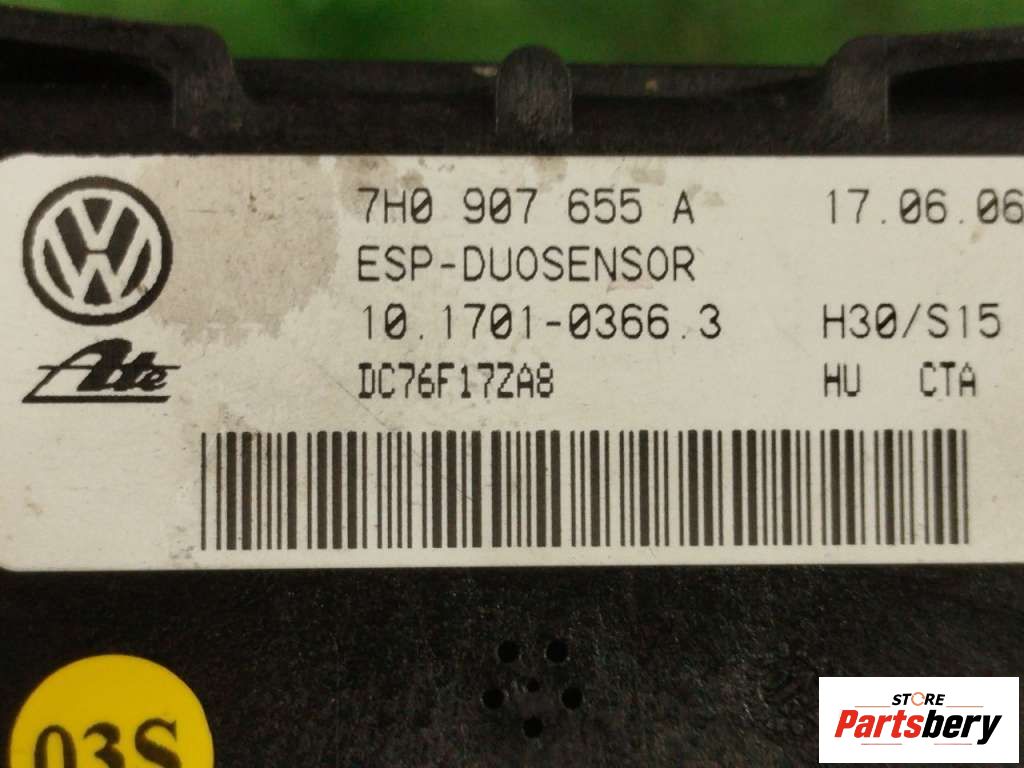 7H0 907 655 A 17.06.06
ESP-DUOSENSOR
10.1701-0366.3 H30/S15
Ate DC76F17ZA8 HU CTA
03S
STORE
Partsbery